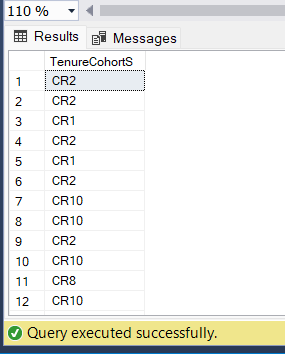 110 %
Results Messages
TenureCohortS
1 CR2
2 CR2
3 CR1
4 CR2
5 CR1
6 CR2
7 CR10
8 CR10
9 CR2
10 CR10
11 CR8
12 CR10
Query executed successfully.